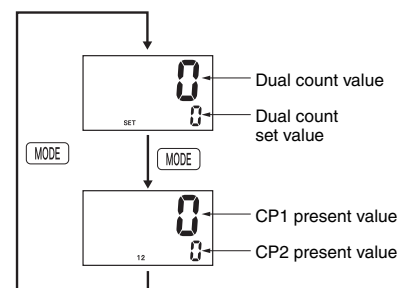 0
Dual count value
0
Dual count
set value
SET
MODE
MODE
0
CP1 present value
0
CP2 present value
12